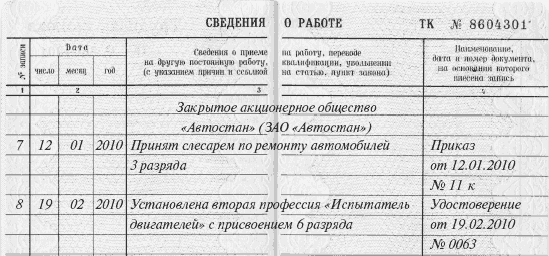 СВЕДЕНИЯ О РАБОТЕ ТК № 8604301
№ записи
Дата
число месяц год
Сведения о приеме на работу, переводе
на другую постоянную работу, квалификации, увольнении
(с указанием причин и ссылкой на статью, пункт закона)
Наименование,
дата и номер документа,
на основании которого
внесена запись
1 2 3 4
Закрытое акционерное общество
«Автостан» (ЗАО «Автостан»)
7 12 01 2010 Принят слесарем по ремонту автомобилей Приказ
3 разряда от 12.01.2010
№ 11 к
8 19 02 2010 Установлена вторая профессия «Испытатель Удостоверение
двигателей» с присвоением 6 разряда от 19.02.2010
№ 0063